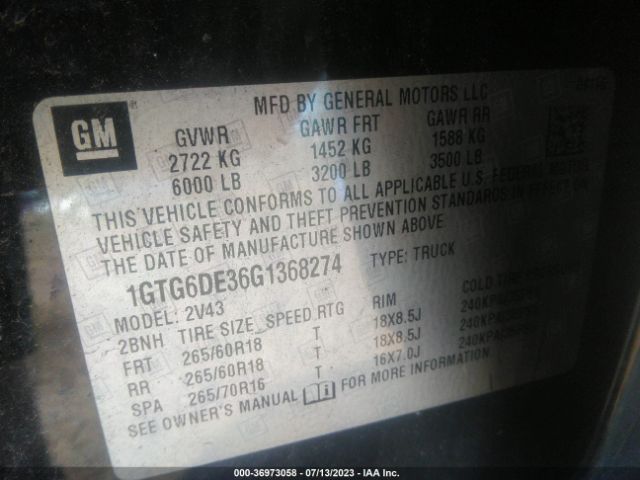 GM
MFD BY GENERAL MOTORS LLC
GVWR GAWR FRT GAWR RR
2722 KG 1452 KG 1588 KG
6000 LB 3200 LB 3500 LB
THIS VEHICLE CONFORMS TO ALL APPLICABLE U.S. FEDERAL MOTOR
VEHICLE SAFETY AND THEFT PREVENTION STANDARDS IN EFFECT ON
THE DATE OF MANUFACTURE SHOWN ABOVE
1GTG6DE36G1368274 TYPE: TRUCK
MODEL: 2V43
2BNH TIRE SIZE SPEED RTG RIM COLD TIRE
FRT 265/60R18 T 18X8.5J 240KPA
RR 265/60R18 T 18X8.5J 240KPA
SPA 265/70R16 T 16X7.0J 240KPA
SEE OWNER'S MANUAL FOR MORE INFORMATION
000-36973058 - 07/13/2023 - IAA Inc.